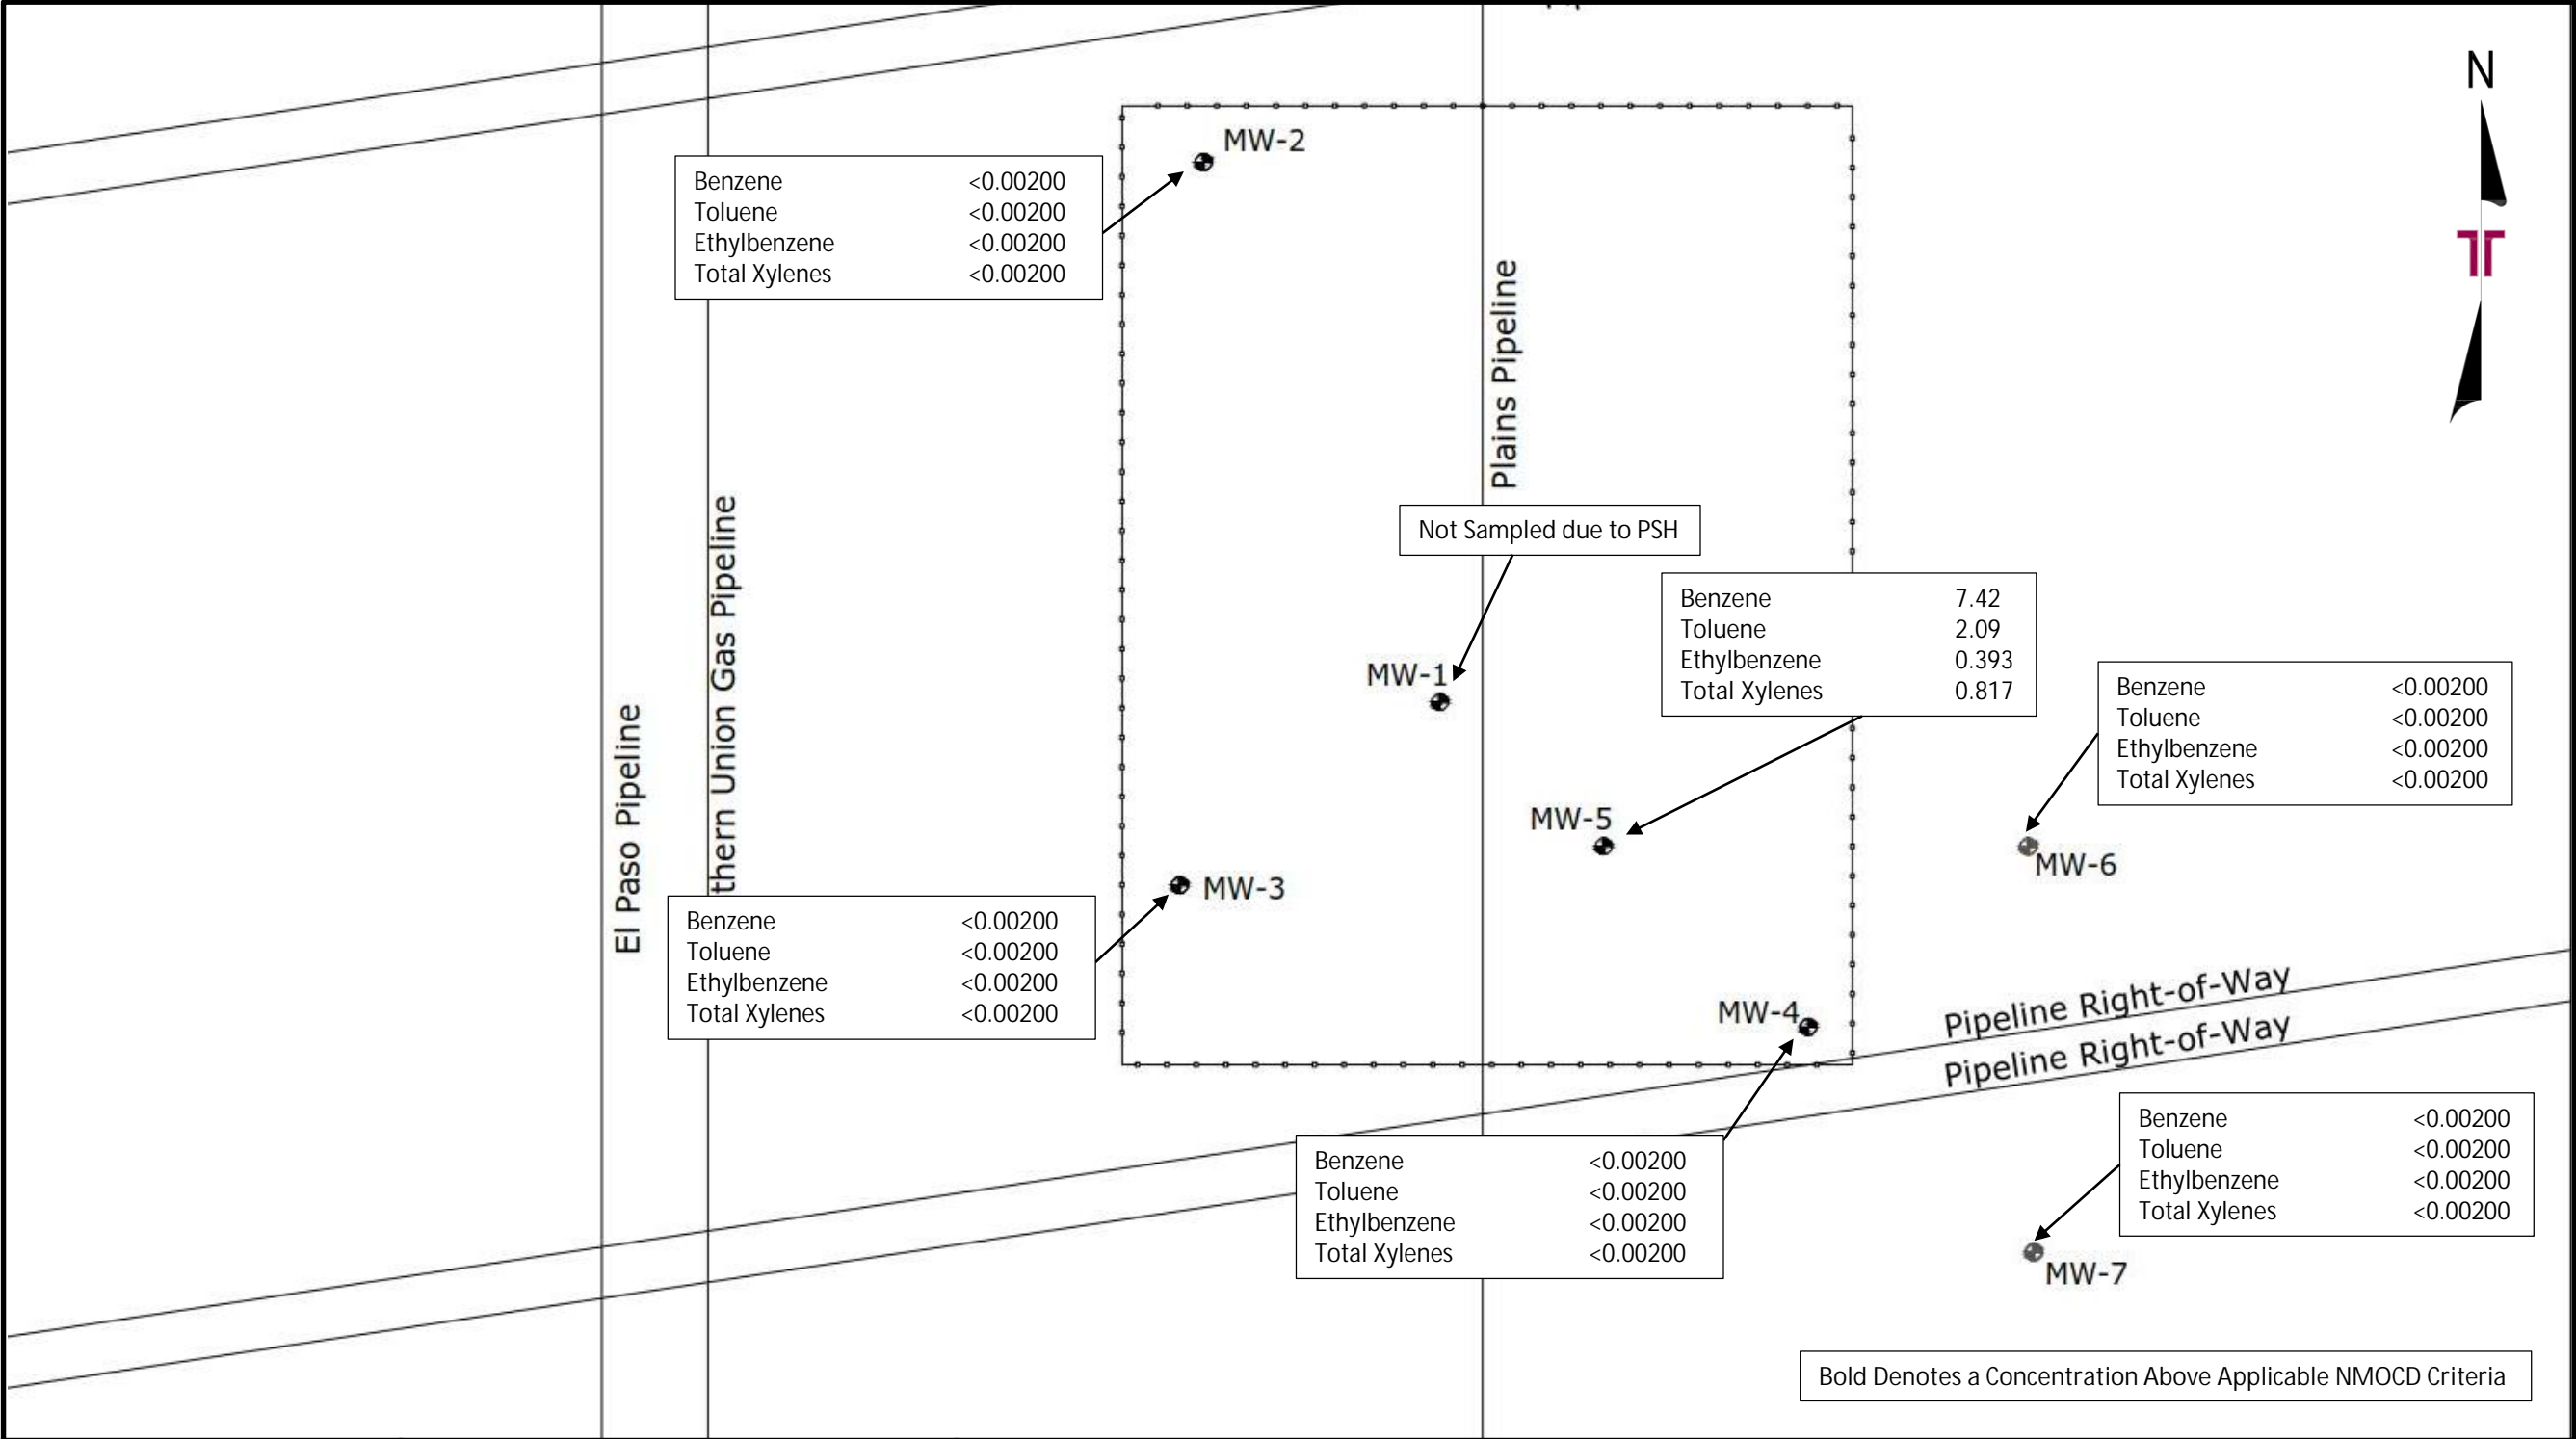 N
MW-2
Benzene <0.00200
Toluene <0.00200
Ethylbenzene <0.00200
Total Xylenes <0.00200
Plains Pipeline
thern Union Gas Pipeline
El Paso Pipeline
Not Sampled due to PSH
MW-1
Benzene 7.42
Toluene 2.09
Ethylbenzene 0.393
Total Xylenes 0.817
MW-5
Benzene <0.00200
Toluene <0.00200
Ethylbenzene <0.00200
Total Xylenes <0.00200
MW-6
MW-3
Benzene <0.00200
Toluene <0.00200
Ethylbenzene <0.00200
Total Xylenes <0.00200
MW-4
Pipeline Right-of-Way
Pipeline Right-of-Way
Benzene <0.00200
Toluene <0.00200
Ethylbenzene <0.00200
Total Xylenes <0.00200
Benzene <0.00200
Toluene <0.00200
Ethylbenzene <0.00200
Total Xylenes <0.00200
MW-7
Bold Denotes a Concentration Above Applicable NMOCD Criteria